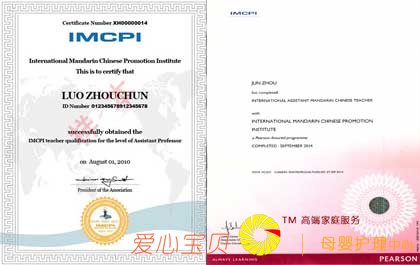 Certificate Number XH00000014
IMCPI
International Mandarin Chinese Promotion Institute
This is to certify that
LUO ZHOUCHUN
ID Number 012345678912345678
successfully obtained the
IMCPI teacher qualification for the level of Assistant Professor
on August 01, 2010
President of the Association
IMCPI
IMCPI
JUN ZHOU
has completed
INTERNATIONAL ASSISTANT MANDARIN CHINESE TEACHER
with
INTERNATIONAL MANDARIN CHINESE PROMOTION
INSTITUTE
a Pearson Assured programme
COMPLETED : SEPTEMBER 2014
ALWAYS LEARNING
PEARSON
爱心宝贝
TM 高端家庭服务
母婴护理中心